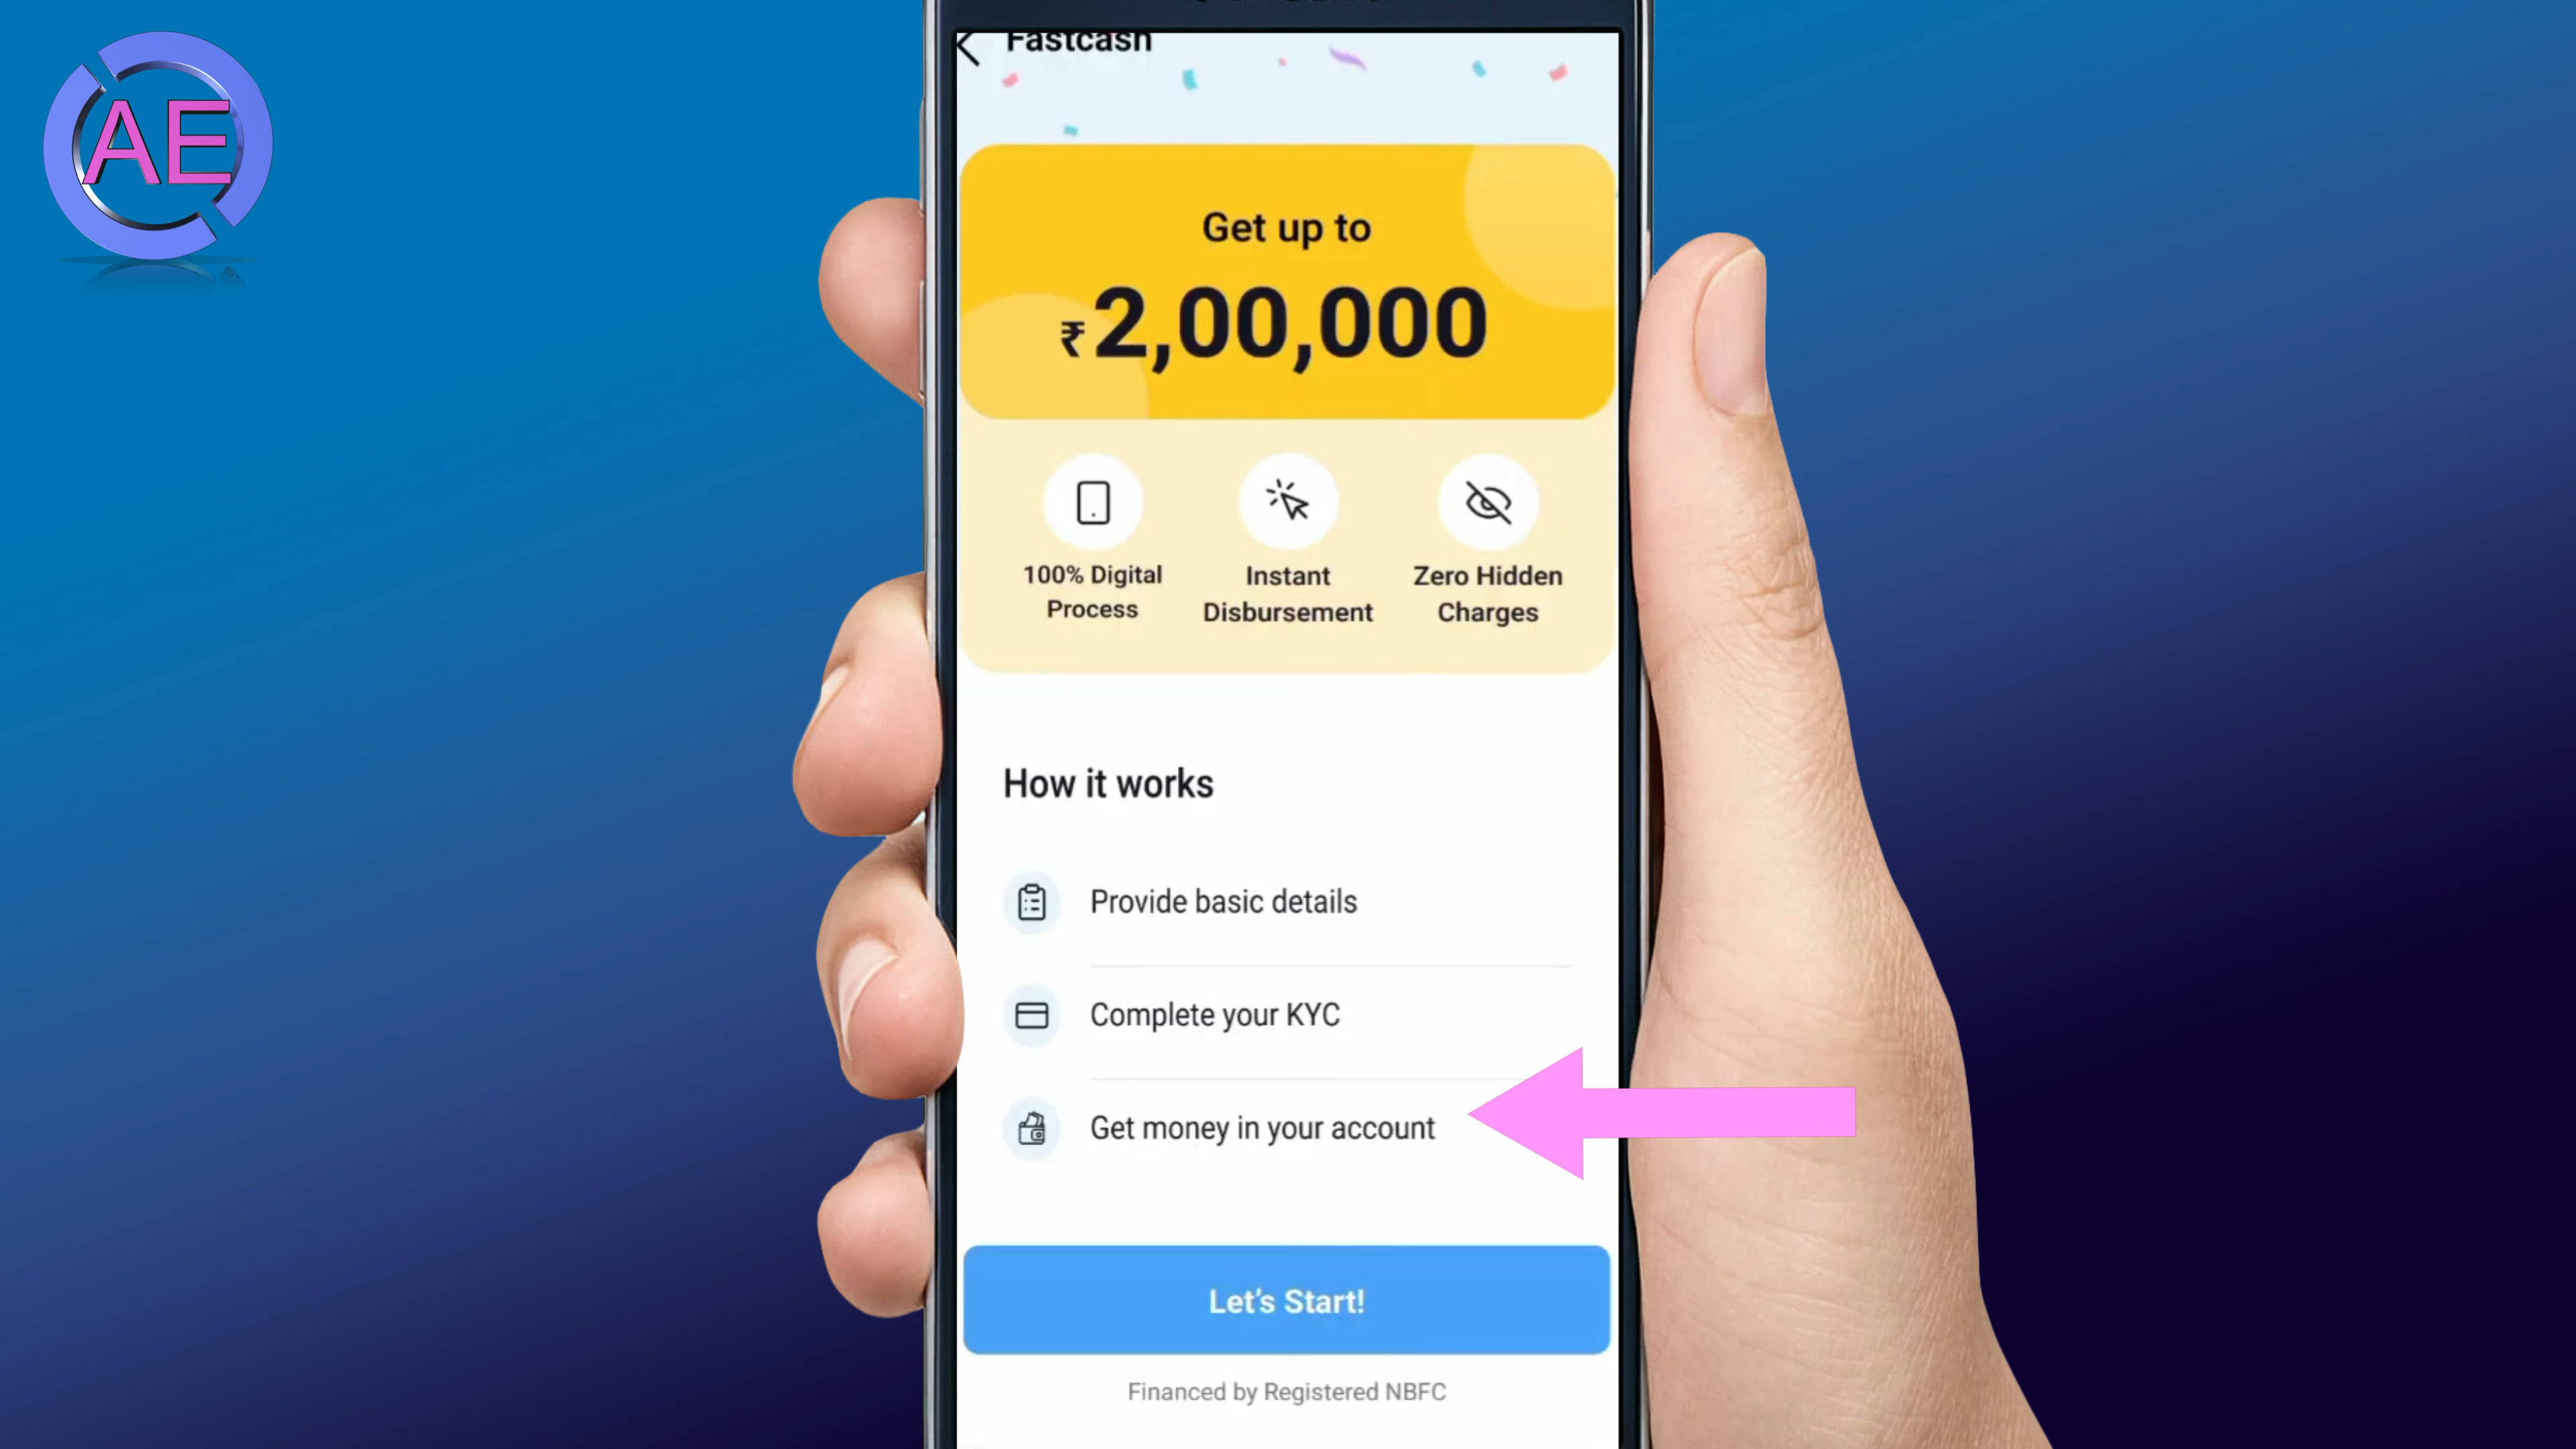 AE
Fastcash
Get up to
₹2,00,000
100% Digital
Process
Instant
Disbursement
Zero Hidden
Charges
How it works
Provide basic details
Complete your KYC
Get money in your account
Let's Start!
Financed by Registered NBFC